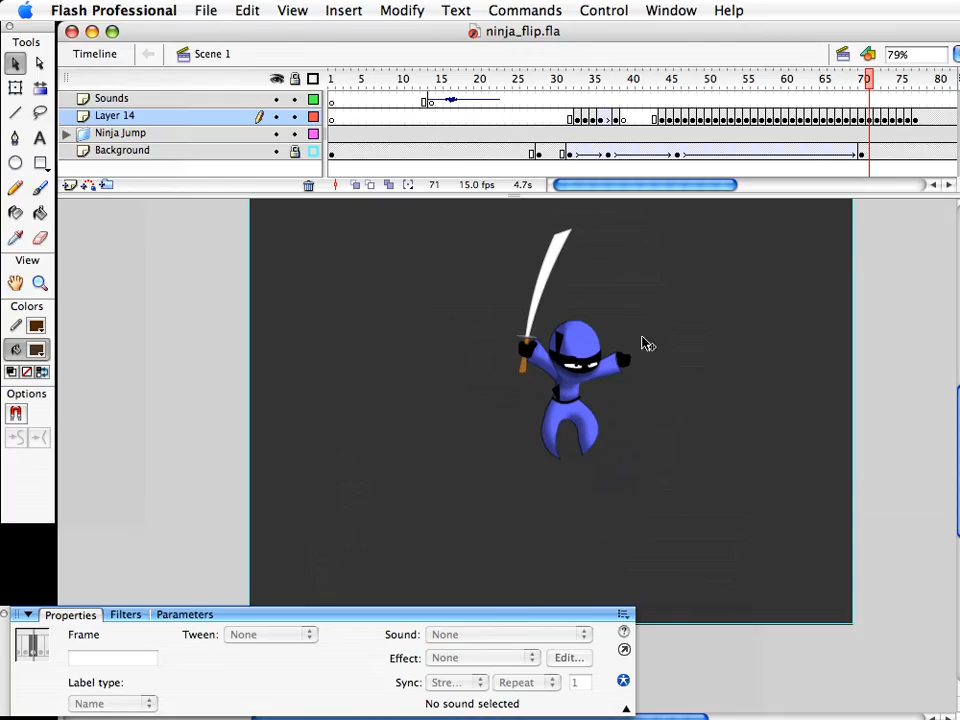 Flash Professional File Edit View Insert Modify Text Commands Control Window Help
ninja_flip.fla
Tools
Timeline Scene 1 79%
1 5 10 15 20 25 30 35 40 45 50 55 60 65 70 75 80
Sounds
Layer 14
Ninja Jump
Background
71 15.0 fps 4.7s
A
View
Colors
Options
Properties Filters Parameters
Frame Tween: None Sound: None
Effect: None Edit...
Label type: Sync: Stre... Repeat 1
Name No sound selected